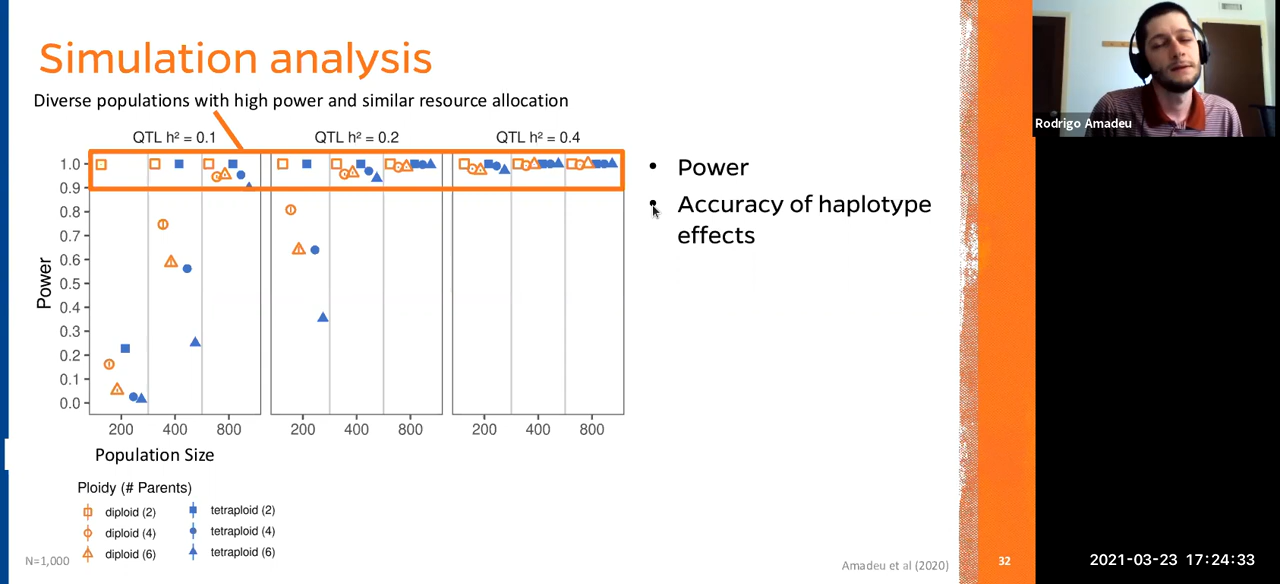 Simulation analysis
Diverse populations with high power and similar resource allocation
QTL h² = 0.1 QTL h² = 0.2 QTL h² = 0.4
1.0
0.9
0.8
0.7
0.6
0.5
0.4
0.3
0.2
0.1
0.0
Power
200 400 800 200 400 800 200 400 800
Population Size
Ploidy (# Parents)
diploid (2) tetraploid (2)
diploid (4) tetraploid (4)
diploid (6) tetraploid (6)
N=1,000
• Power
• Accuracy of haplotype
effects
Amadeu et al (2020)
32
Rodrigo Amadeu
2021-03-23 17:24:33